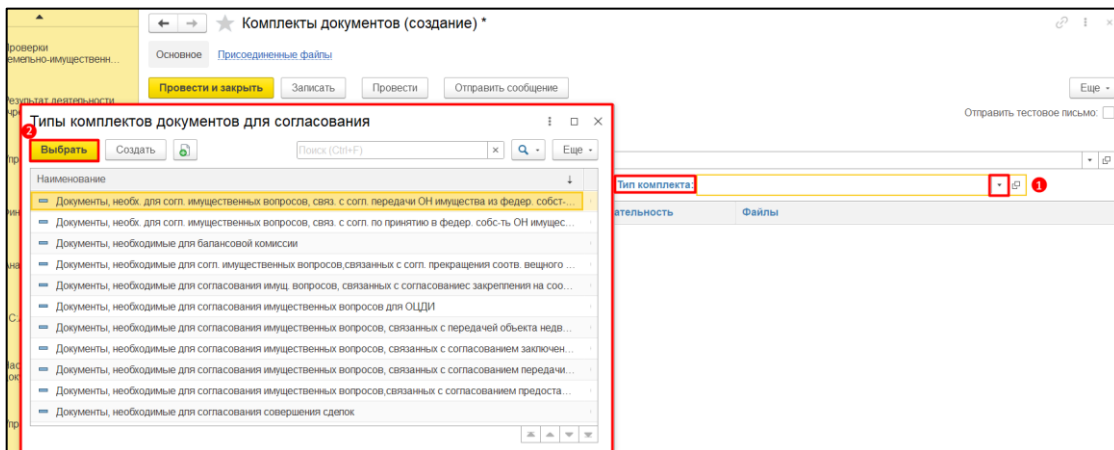 Комплекты документов (создание) *
Основное Присоединенные файлы
Провести и закрыть Записать Провести Отправить сообщение Еще
Отправить тестовое письмо:
Проверки
земельно-имущественн...
Результат деятельности
Типы комплектов документов для согласования
2
Выбрать Создать Поиск (Ctrl+F) Еще
Наименование
Тип комплекта: 1
Файлы
Документы, необх. для согл. имущественных вопросов, связ. с согл. передачи ОН имущества из федер. собст-...
Документы, необх. для согл. имущественных вопросов, связ. с согл. по принятию в федер. собс-ть ОН имущес...
Документы, необходимые для балансовой комиссии
Документы, необходимые для согл. имущественных вопросов,связанных с согл. прекращения соотв. вещного ...
Документы, необходимые для согласования имущ. вопросов, связанных с согласованиес закрепления на соо...
Документы, необходимые для согласования имущественных вопросов для ОЦДИ
Документы, необходимые для согласования имущественных вопросов, связанных с передачей объекта недв...
Документы, необходимые для согласования имущественных вопросов, связанных с согласованием заключен...
Документы, необходимые для согласования имущественных вопросов, связанных с согласованием передачи...
Документы, необходимые для согласования имущественных вопросов,связанных с согласованием предоста...
Документы, необходимые для согласования совершения сделок